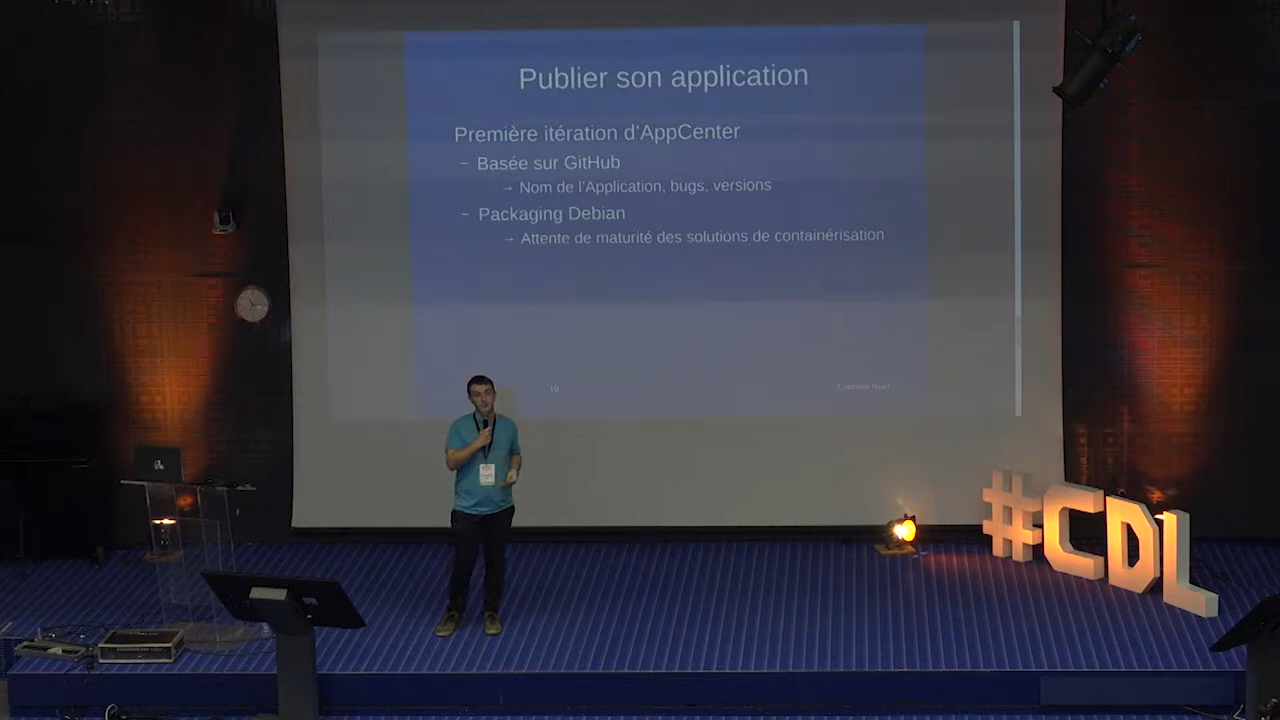 Publier son application
Première itération d'AppCenter
– Basée sur GitHub
→ Nom de l'Application, bugs, versions
– Packaging Debian
→ Attente de maturité des solutions de containérisation
#CDL